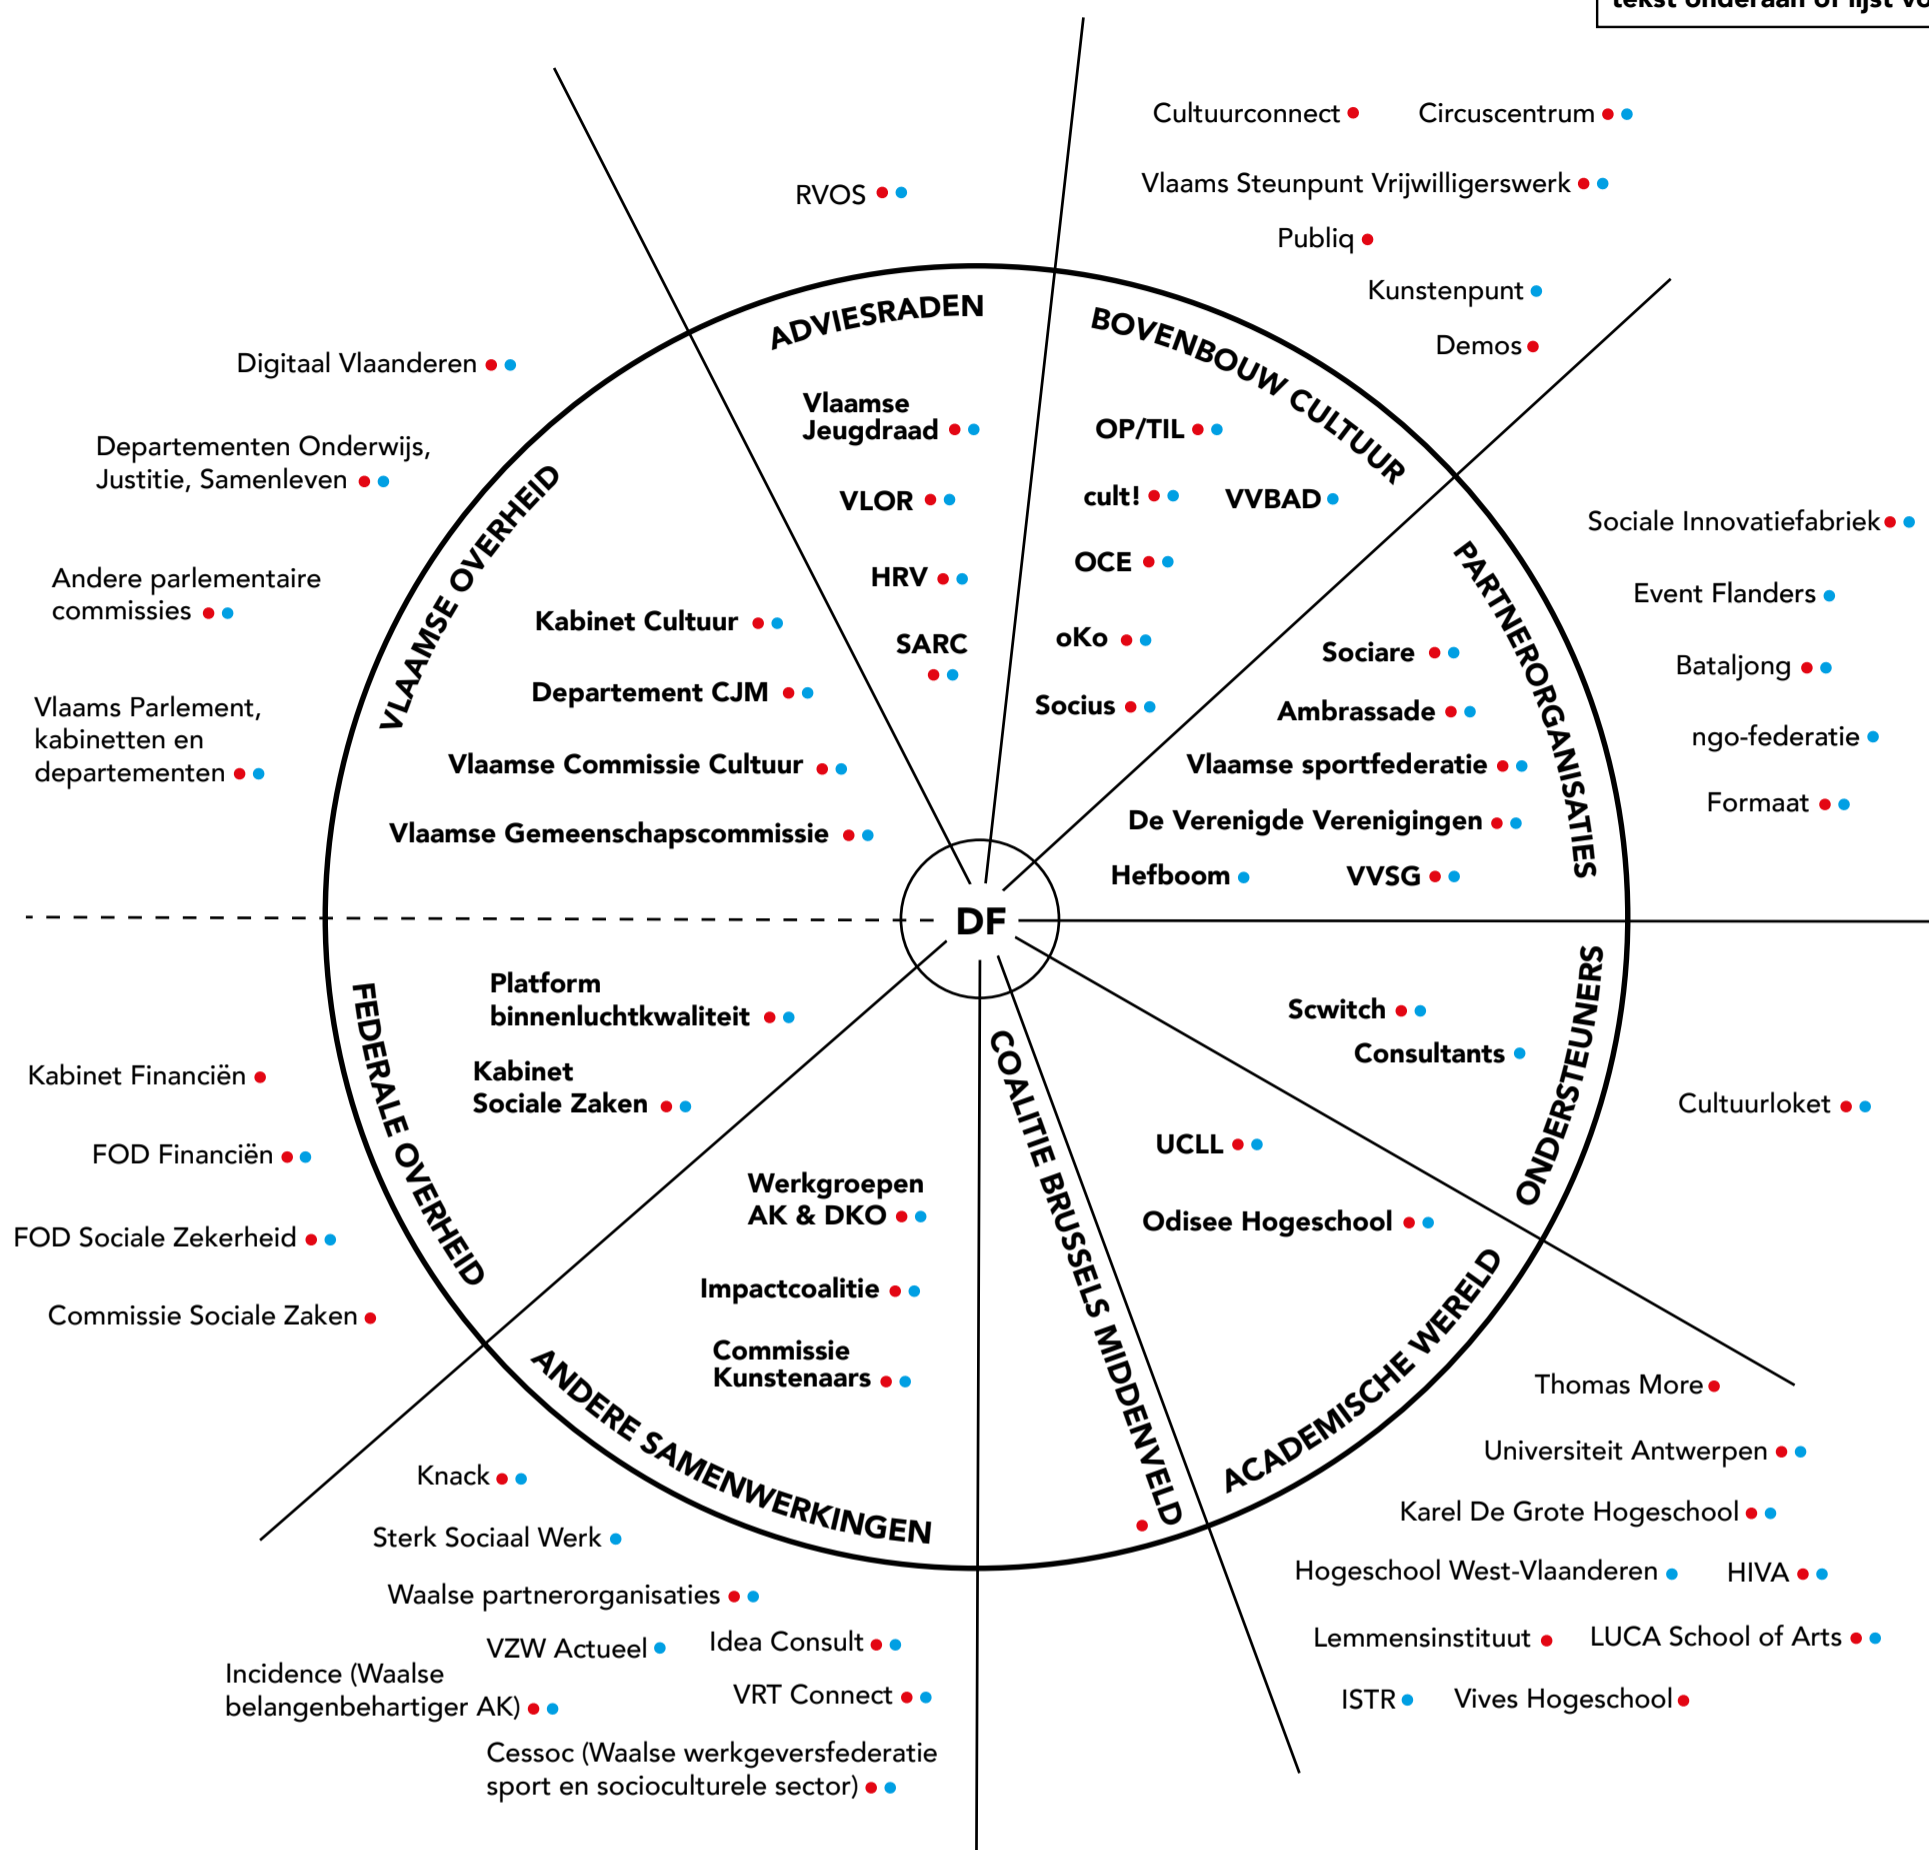 tekst onderaan of lijst vo
Cultuurconnect
Circuscentrum
Vlaams Steunpunt Vrijwilligerswerk
RVOS
Publiq
Kunstenpunt
Demos
ADVIESRADEN
BOVENBOUW CULTUUR
Digitaal Vlaanderen
Departementen Onderwijs,
Justitie, Samenleven
Andere parlementaire
commissies
Vlaams Parlement,
kabinetten en
departementen
VLAAMSE OVERHEID
Kabinet Cultuur
Departement CJM
Vlaamse Commissie Cultuur
Vlaamse Gemeenschapscommissie
Vlaamse
Jeugdraad
VLOR
HRV
SARC
OP/TIL
cult!
VVBAD
OCE
oKo
Socius
PARTNERORGANISATIES
Sociare
Ambrassade
Vlaamse sportfederatie
De Verenigde Verenigingen
Hefboom
VVSG
Sociale Innovatiefabriek
Event Flanders
Bataljong
ngo-federatie
Formaat
DF
FEDERALE OVERHEID
Platform
binnenluchtkwaliteit
Kabinet
Sociale Zaken
Kabinet Financiën
FOD Financiën
FOD Sociale Zekerheid
Commissie Sociale Zaken
ONDERSTEUNERS
Scwitch
Consultants
Cultuurloket
COALITIE BRUSSELS MIDDENVELD
UCLL
Odisee Hogeschool
ACADEMISCHE WERELD
Werkgroepen
AK & DKO
Impactcoalitie
Commissie
Kunstenaars
ANDERE SAMENWERKINGEN
Knack
Sterk Sociaal Werk
Waalse partnerorganisaties
VZW Actueel
Idea Consult
Incidence (Waalse
belangenbehartiger AK)
VRT Connect
Cessoc (Waalse werkgeversfederatie
sport en socioculturele sector)
Thomas More
Universiteit Antwerpen
Karel De Grote Hogeschool
Hogeschool West-Vlaanderen
HIVA
Lemmensinstituut
LUCA School of Arts
ISTR
Vives Hogeschool